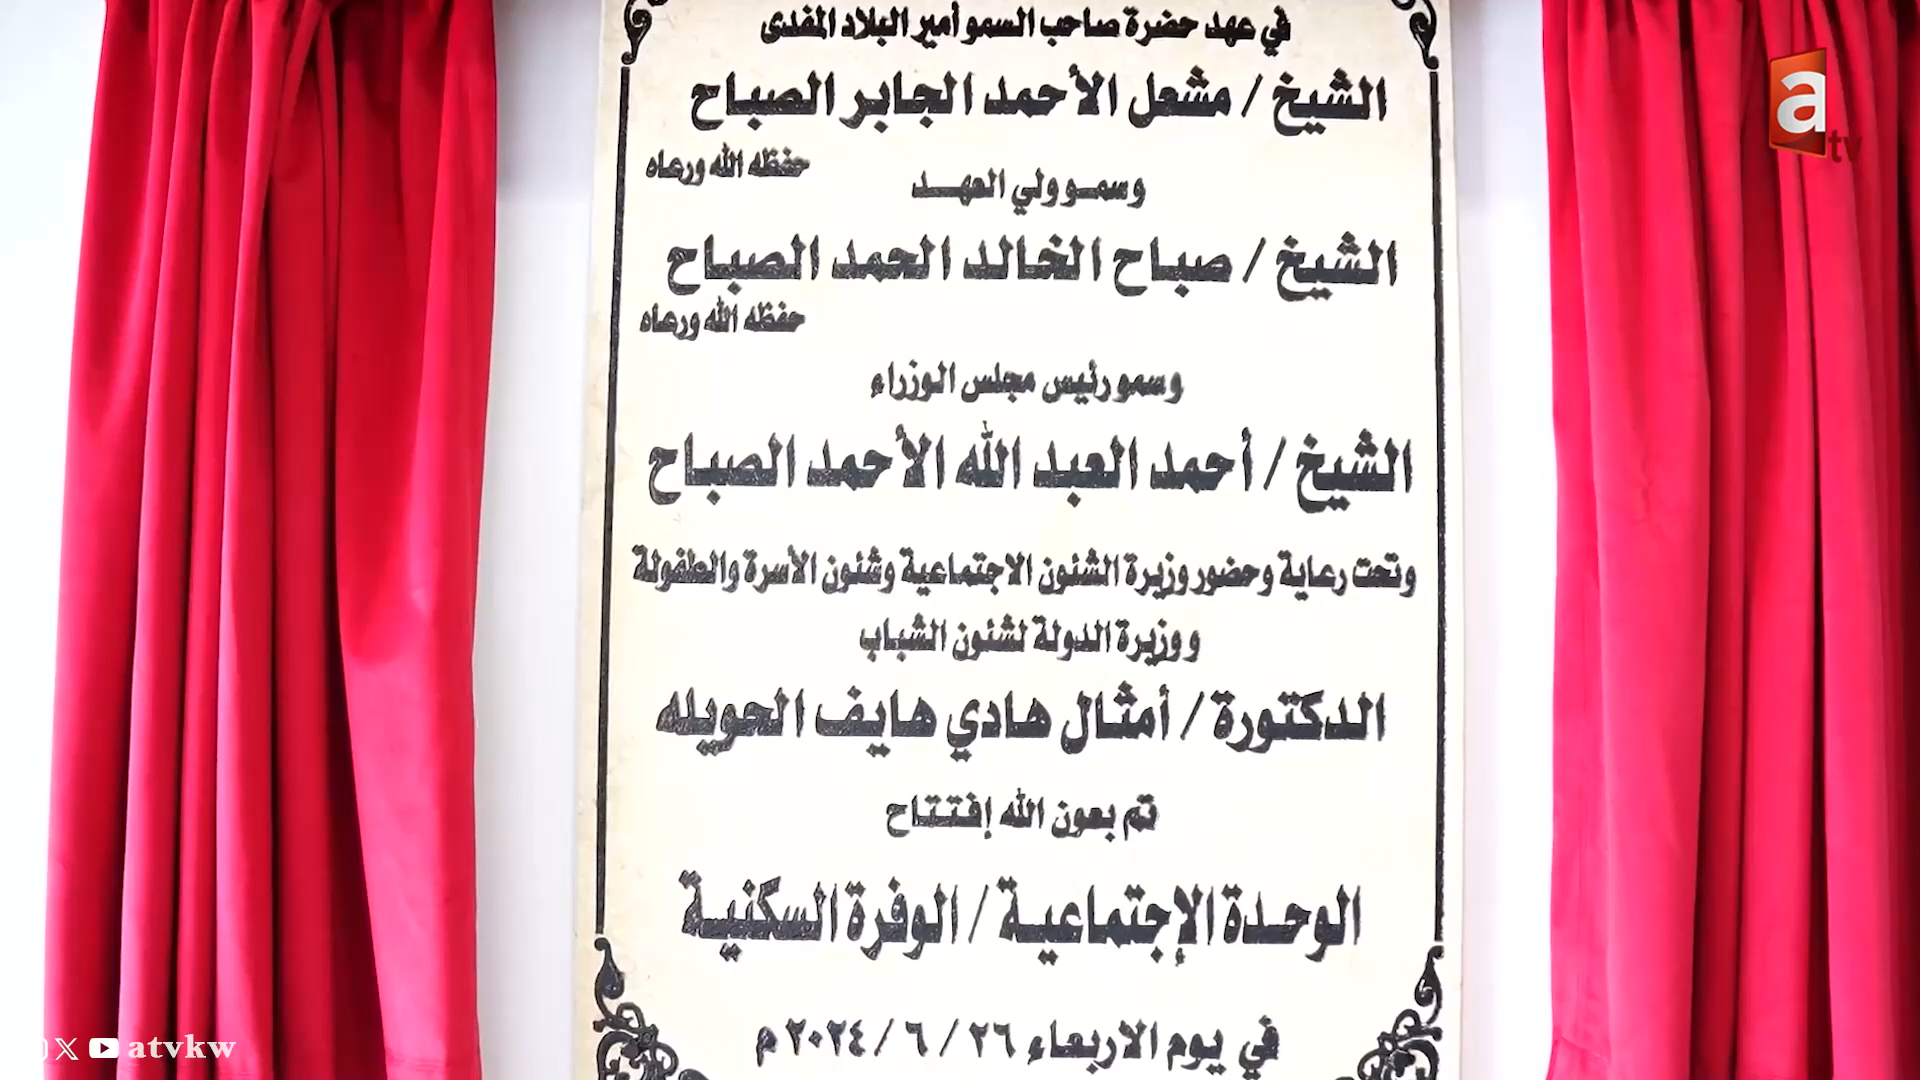 في عهد حضرة صاحب السمو أمير البلاد المفدى
الشيخ / مشعل الأحمد الجابر الصباح
حفظه الله ورعاه
وسمو ولي العهد
الشيخ / صباح الخالد الحمد الصباح
حفظه الله ورعاه
وسمو رئيس مجلس الوزراء
الشيخ / أحمد العبد الله الأحمد الصباح
وتحت رعاية وحضور وزيرة الشئون الاجتماعية وشئون الأسرة والطفولة
ووزيرة الدولة لشئون الشباب
الدكتورة / أمثال هادي هايف الحويله
تم بعون الله إفتتاح
الوحدة الإجتماعية / الوفرة السكنية
في يوم الاربعاء ٢٦ / ٦ / ٢٠٢٤ م
a tv
X atvkw